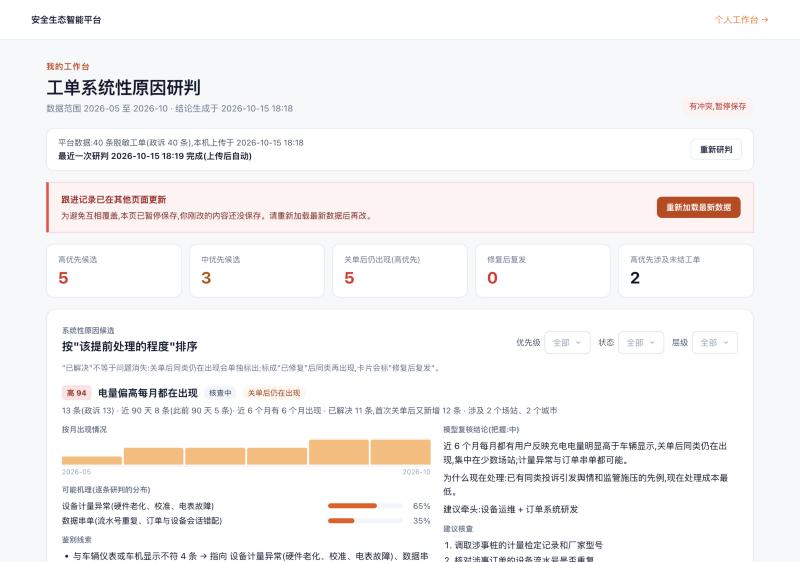 安全生态智能平台
个人工作台 →
我的工作台
工单系统性原因研判
数据范围 2026-05 至 2026-10 · 结论生成于 2026-10-15 18:18
有冲突,暂停保存
平台数据:40 条脱敏工单(政诉 40 条),本机上传于 2026-10-15 18:18
最近一次研判 2026-10-15 18:19 完成(上传后自动)
重新研判
跟进记录已在其他页面更新
为避免互相覆盖,本页已暂停保存,你刚改的内容还没保存。请重新加载最新数据后再改。
重新加载最新数据
高优先候选
5
中优先候选
3
关单后仍出现(高优先)
5
修复后复发
0
高优先涉及未结工单
2
系统性原因候选
按"该提前处理的程度"排序
优先级 全部 状态 全部 层级 全部
"已解决"不等于问题消失:关单后同类仍在出现会单独标出;标成"已修复"后同类再出现,卡片会标"修复后复发"。
高 94 电量偏高每月都在出现 核查中 关单后仍在出现
13 条(政诉 13) · 近 90 天 8 条(此前 90 天 5 条)· 近 6 个月有 6 个月出现 · 已解决 11 条,首次关单后又新增 12 条 · 涉及 2 个场站、2 个城市
按月出现情况
2026-05
2026-10
可能机理(逐条研判的分布)
设备计量异常(硬件老化、校准、电表故障) 65%
数据串单(流水号重复、订单与设备会话错配) 35%
鉴别线索
• 与车辆仪表或车机显示不符 4 条 → 指向 设备计量异常(硬件老化、校准、电表故障)、数据串
模型复核结论(把握:中)
近 6 个月每月都有用户反映充电电量明显高于车辆显示,关单后同类仍在出
现,集中在少数场站;计量异常与订单串单都可能。
为什么现在处理:已有同类投诉引发舆情和监管施压的先例,现在处理成本最
低。
建议牵头:设备运维 + 订单系统研发
建议核查
1. 调取涉事桩的计量检定记录和厂家型号
2. 核对涉事订单的设备流水号是否重复